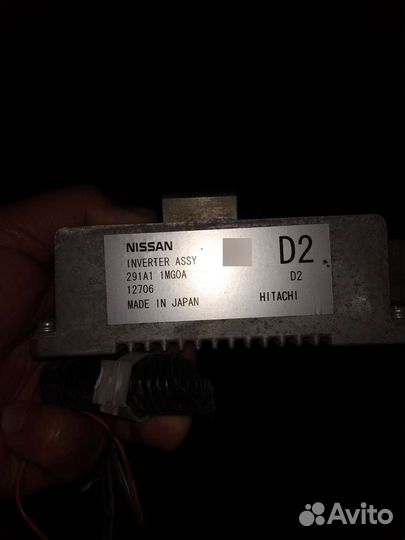 NISSAN
INVERTER ASSY
291A1 1MG0A
12706
MADE IN JAPAN
D2
D2
HITACHI
Avito